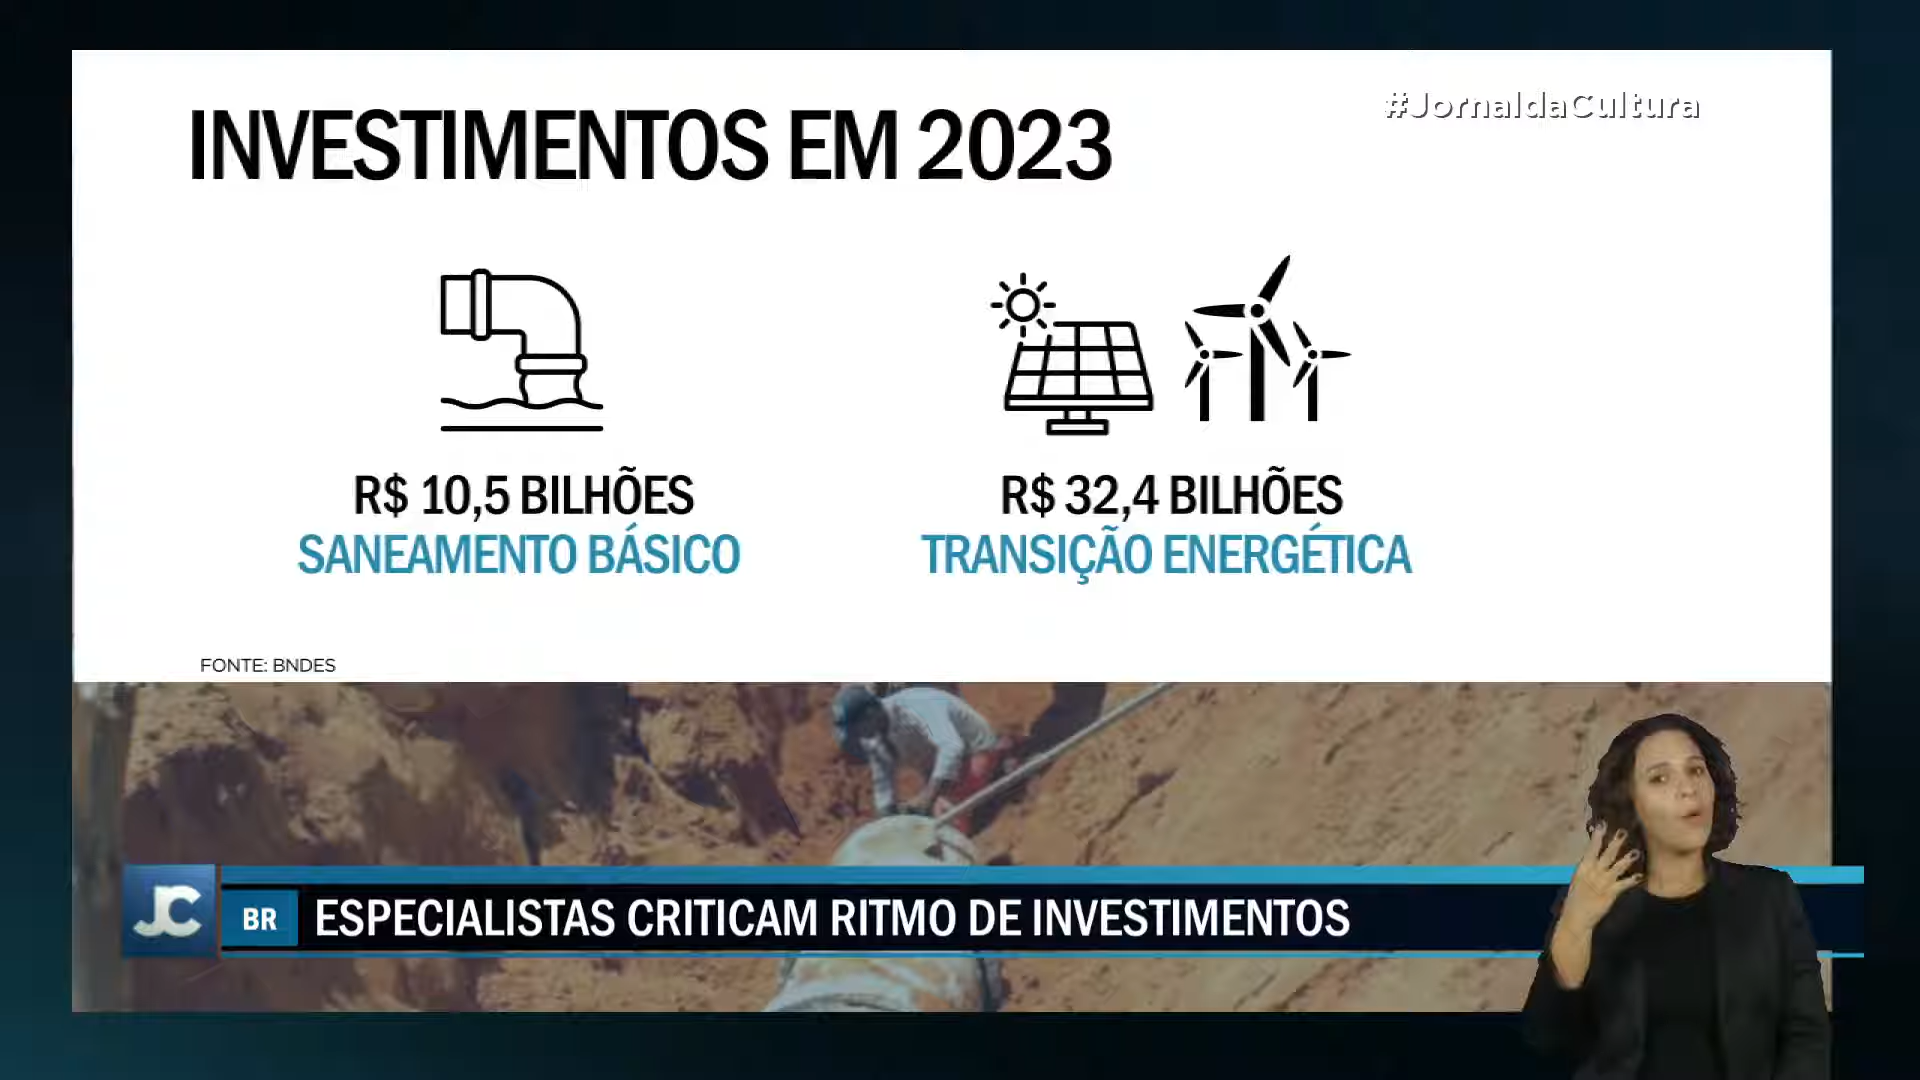 INVESTIMENTOS EM 2023
#JornaldaCultura
R$ 10,5 BILHÕES
SANEAMENTO BÁSICO
R$ 32,4 BILHÕES
TRANSIÇÃO ENERGÉTICA
FONTE: BNDES
JC
BR
ESPECIALISTAS CRITICAM RITMO DE INVESTIMENTOS